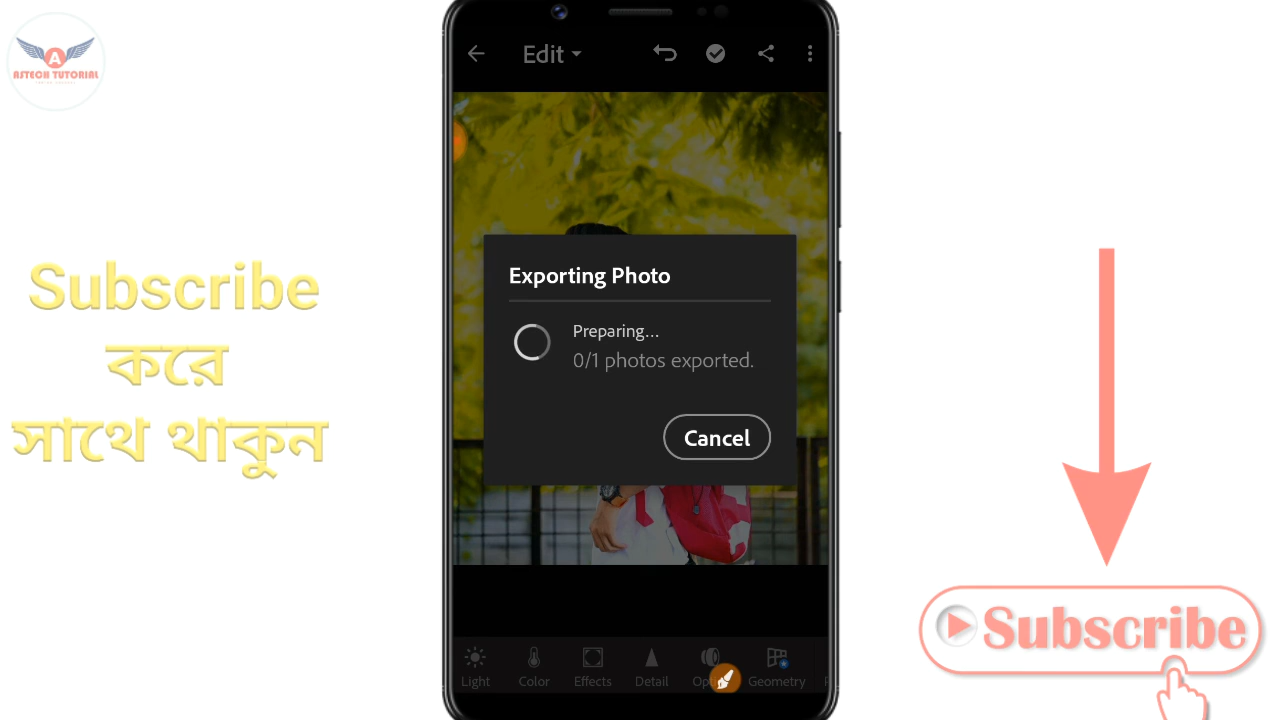 ASTECH TUTORIAL
Edit
Exporting Photo
Preparing...
0/1 photos exported.
Cancel
Light
Color
Effects
Detail
Geometry
Subscribe
করে
সাথে থাকুন
Subscribe